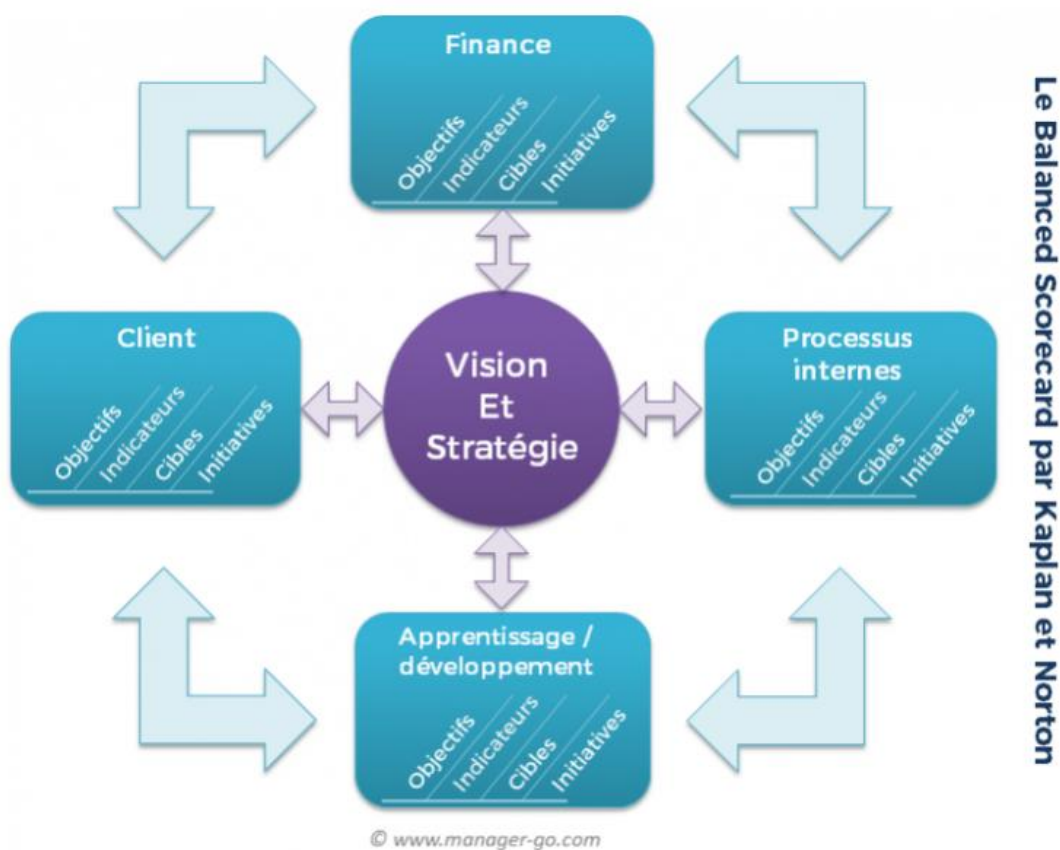 Finance
Objectifs
Indicateurs
Cibles
Initiatives
Client
Objectifs
Indicateurs
Cibles
Initiatives
Vision
Et
Stratégie
Processus
internes
Objectifs
Indicateurs
Cibles
Initiatives
Apprentissage /
développement
Objectifs
Indicateurs
Cibles
Initiatives
Le Balanced Scorecard par Kaplan et Norton
© www.manager-go.com